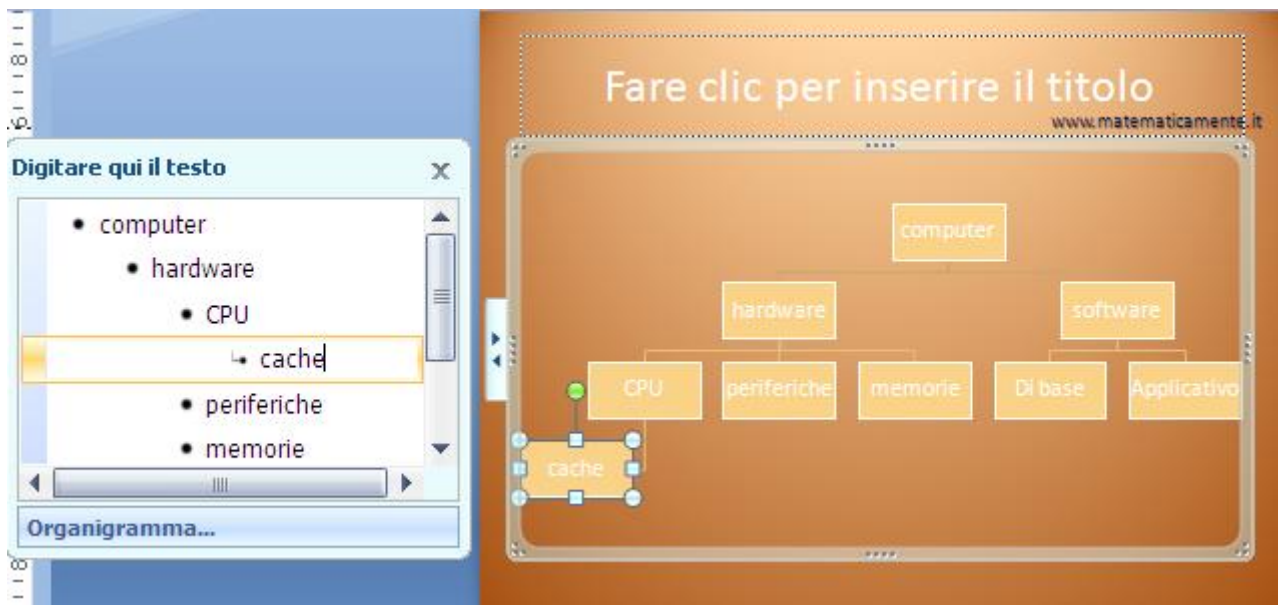 Fare clic per inserire il titolo
www.matematicamente.it
Digitare qui il testo
computer
hardware
CPU
cache
periferiche
memorie
Organigramma...
computer
hardware
software
CPU
periferiche
memorie
Di base
Applicativo
cache